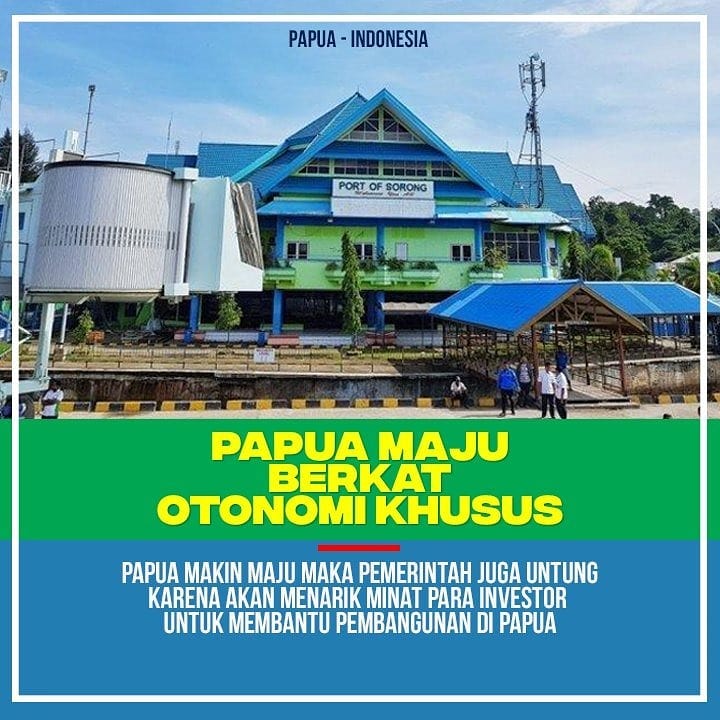 PAPUA - INDONESIA
PORT OF SORONG
PAPUA MAJU
BERKAT
OTONOMI KHUSUS
PAPUA MAKIN MAJU MAKA PEMERINTAH JUGA UNTUNG
KARENA AKAN MENARIK MINAT PARA INVESTOR
UNTUK MEMBANTU PEMBANGUNAN DI PAPUA